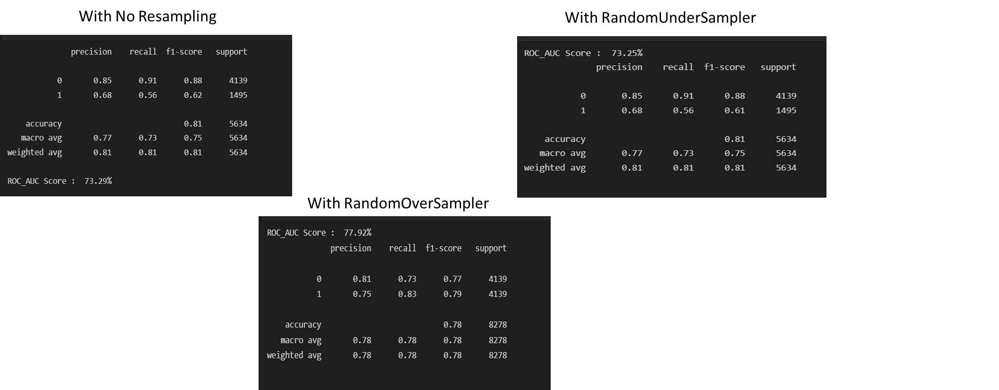 With No Resampling
precision recall f1-score support
0 0.85 0.91 0.88 4139
1 0.68 0.56 0.62 1495
accuracy 0.81 5634
macro avg 0.77 0.73 0.75 5634
weighted avg 0.81 0.81 0.81 5634
ROC_AUC Score : 73.29%
With RandomUnderSampler
ROC_AUC Score : 73.25%
precision recall f1-score support
0 0.85 0.91 0.88 4139
1 0.68 0.56 0.61 1495
accuracy 0.81 5634
macro avg 0.77 0.73 0.75 5634
weighted avg 0.81 0.81 0.81 5634
With RandomOverSampler
ROC_AUC Score : 77.92%
precision recall f1-score support
0 0.81 0.73 0.77 4139
1 0.75 0.83 0.79 4139
accuracy 0.78 8278
macro avg 0.78 0.78 0.78 8278
weighted avg 0.78 0.78 0.78 8278